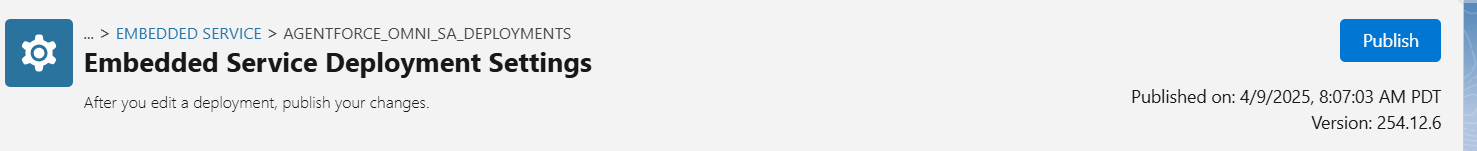 ... > EMBEDDED SERVICE > AGENTFORCE_OMNI_SA_DEPLOYMENTS
Embedded Service Deployment Settings
After you edit a deployment, publish your changes.
Publish
Published on: 4/9/2025, 8:07:03 AM PDT
Version: 254.12.6